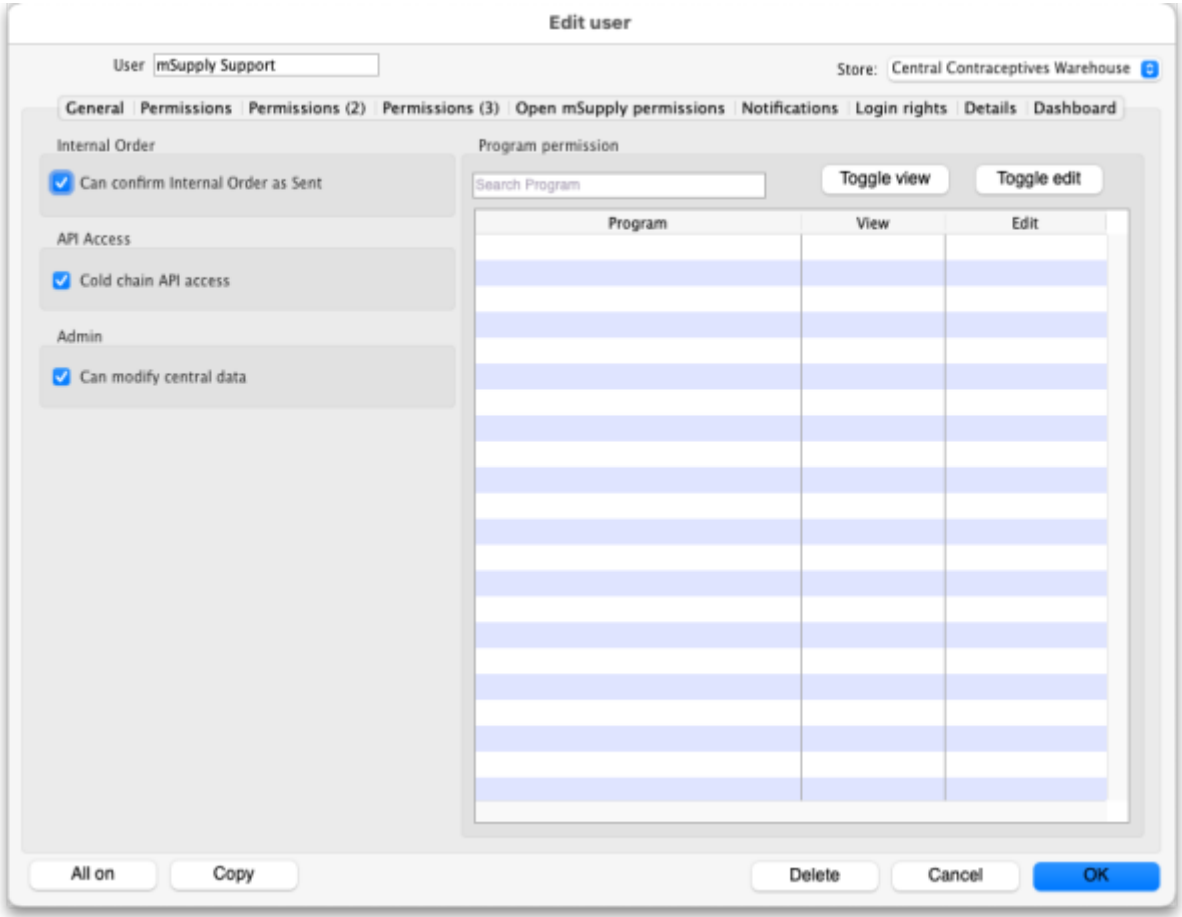 Edit user
User mSupply Support
Store: Central Contraceptives Warehouse
General Permissions Permissions (2) Permissions (3) Open mSupply permissions Notifications Login rights Details Dashboard
Internal Order
Can confirm Internal Order as Sent
API Access
Cold chain API access
Admin
Can modify central data
Program permission
Search Program Toggle view Toggle edit
Program View Edit
All on Copy Delete Cancel OK